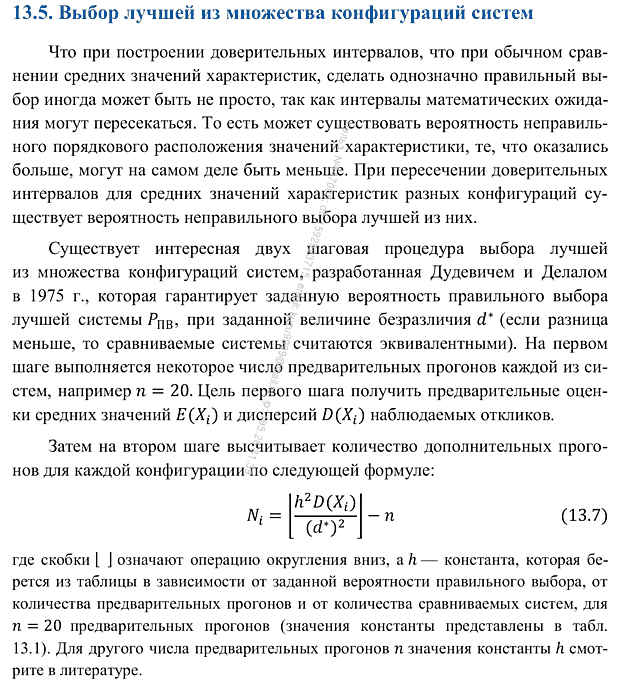 13.5. Выбор лучшей из множества конфигураций систем
Что при построении доверительных интервалов, что при обычном срав-
нении средних значений характеристик, сделать однозначно правильный вы-
бор иногда может быть не просто, так как интервалы математических ожида-
ния могут пересекаться. То есть может существовать вероятность неправиль-
ного порядкового расположения значений характеристики, те, что оказались
больше, могут на самом деле быть меньше. При пересечении доверительных
интервалов для средних значений характеристик разных конфигураций су-
ществует вероятность неправильного выбора лучшей из них.
Существует интересная двух шаговая процедура выбора лучшей
из множества конфигураций систем, разработанная Дудевичем и Делалом
в 1975 г., которая гарантирует заданную вероятность правильного выбора
лучшей системы P_ПВ, при заданной величине безразличия d* (если разница
меньше, то сравниваемые системы считаются эквивалентными). На первом
шаге выполняется некоторое число предварительных прогонов каждой из си-
стем, например n = 20. Цель первого шага получить предварительные оцен-
ки средних значений E(X_i) и дисперсий D(X_i) наблюдаемых откликов.
Затем на втором шаге высчитывает количество дополнительных прого-
нов для каждой конфигурации по следующей формуле:
N_i = ⌊h²D(X_i)/(d*)²⌋ − n (13.7)
где скобки ⌊ ⌋ означают операцию округления вниз, а h — константа, которая бе-
рется из таблицы в зависимости от заданной вероятности правильного выбора, от
количества предварительных прогонов и от количества сравниваемых систем, для
n = 20 предварительных прогонов (значения константы представлены в табл.
13.1). Для другого числа предварительных прогонов n значения константы h смот-
рите в литературе.